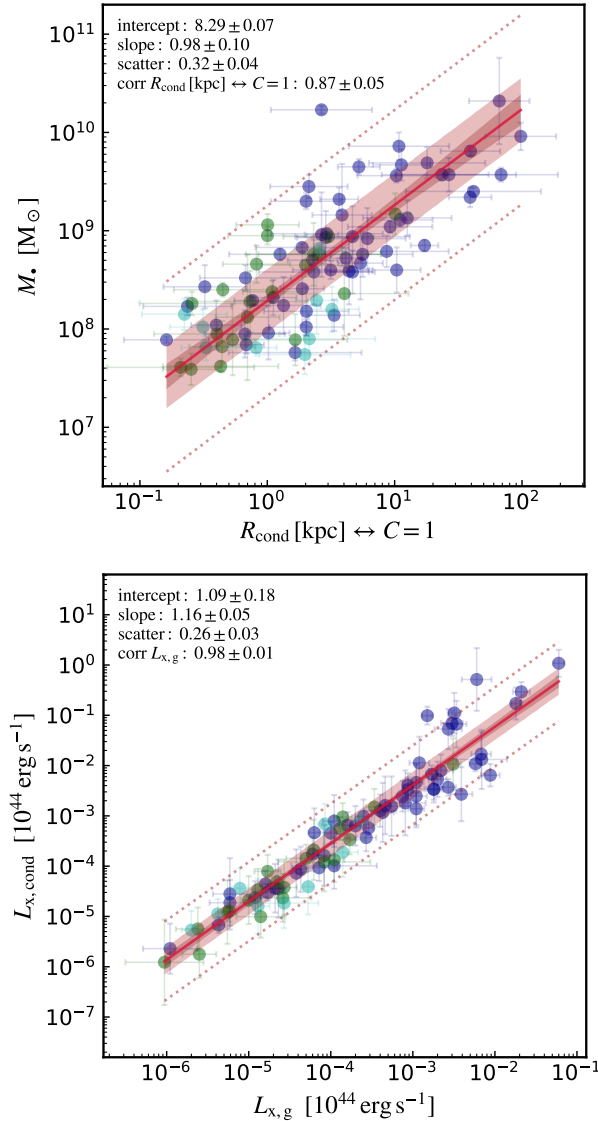 intercept: 8.29±0.07
slope: 0.98±0.10
scatter: 0.32±0.04
corr R_cond [kpc] ↔ C = 1: 0.87±0.05
10^11
10^10
10^9
10^8
10^7
M• [M⊙]
10^−1
10^0
10^1
10^2
R_cond [kpc] ↔ C = 1
intercept: 1.09±0.18
slope: 1.16±0.05
scatter: 0.26±0.03
corr L_x,g: 0.98±0.01
10^1
10^0
10^−1
10^−2
10^−3
10^−4
10^−5
10^−6
10^−7
L_x,cond [10^44 erg s^−1]
10^−6
10^−5
10^−4
10^−3
10^−2
10^−1
L_x,g [10^44 erg s^−1]